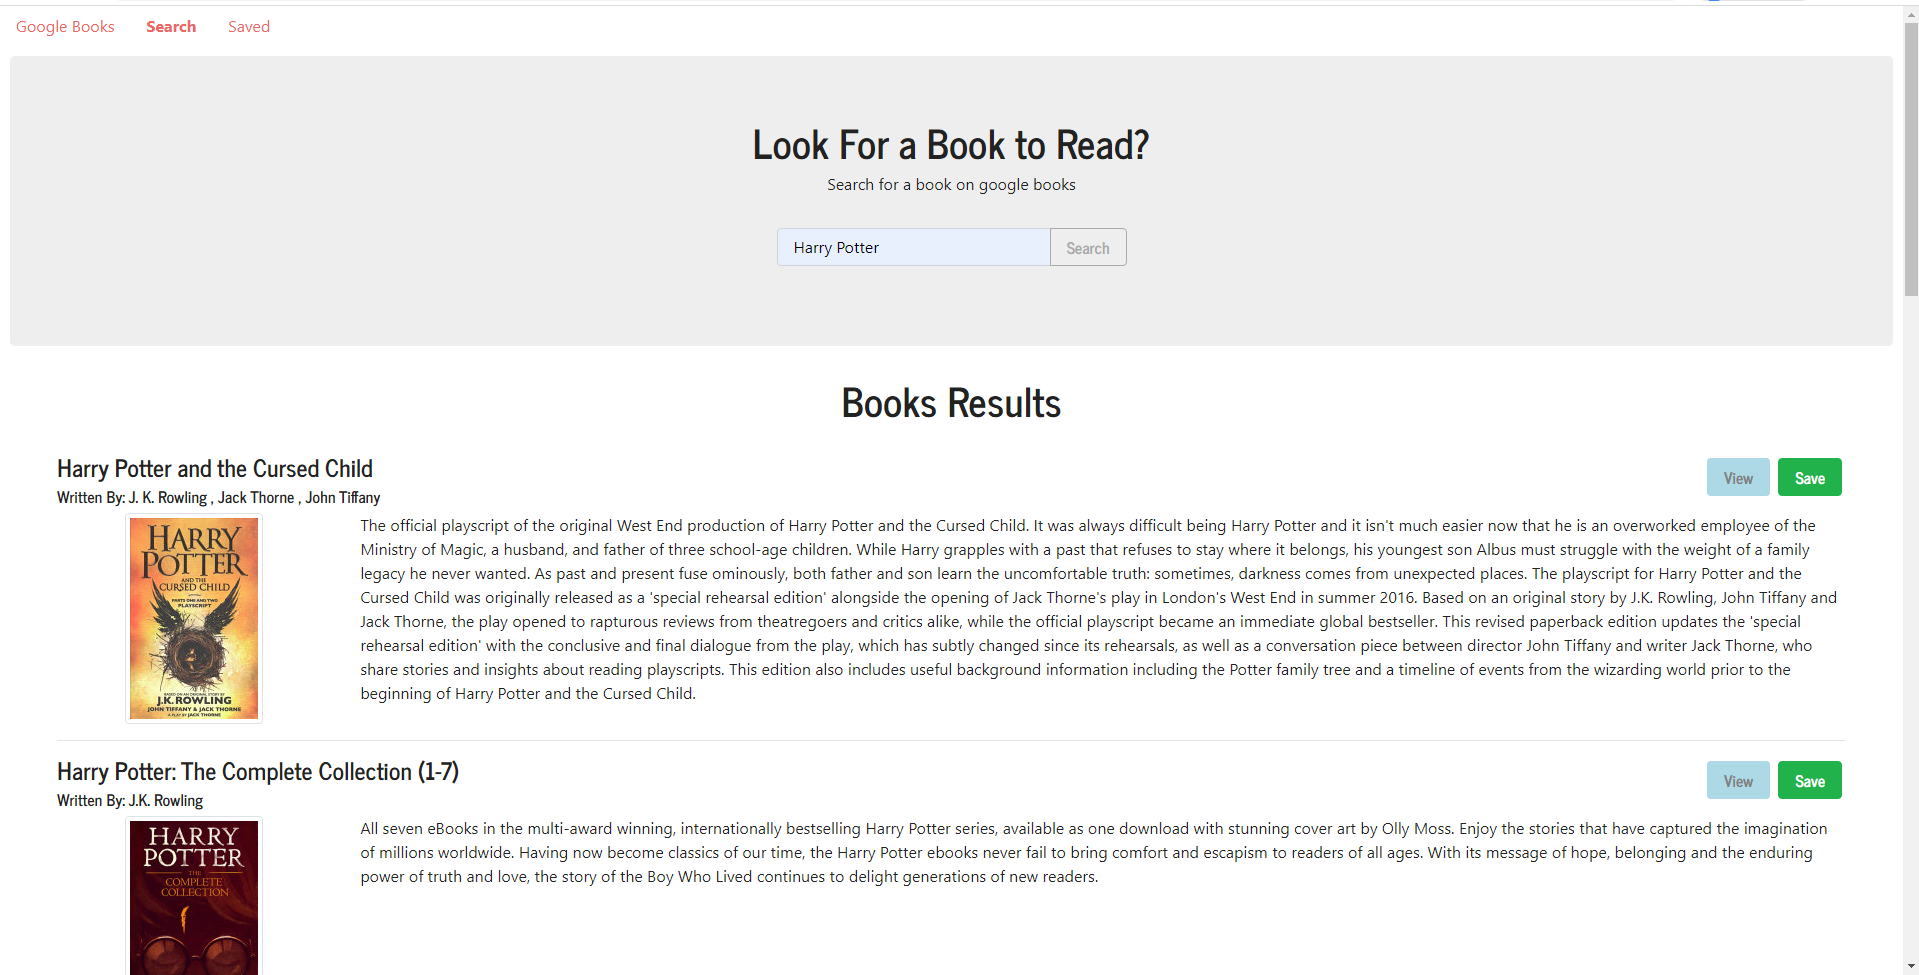 Google Books Search Saved
Look For a Book to Read?
Search for a book on google books
Harry Potter Search
Books Results
Harry Potter and the Cursed Child
View Save
Written By: J. K. Rowling , Jack Thorne , John Tiffany
HARRY
POTTER
AND THE
CURSED CHILD
PARTS ONE AND TWO
PLAYSCRIPT
BASED ON AN ORIGINAL STORY BY
J.K. ROWLING
JOHN TIFFANY & JACK THORNE
A PLAY BY JACK THORNE
The official playscript of the original West End production of Harry Potter and the Cursed Child. It was always difficult being Harry Potter and it isn't much easier now that he is an overworked employee of the
Ministry of Magic, a husband, and father of three school-age children. While Harry grapples with a past that refuses to stay where it belongs, his youngest son Albus must struggle with the weight of a family
legacy he never wanted. As past and present fuse ominously, both father and son learn the uncomfortable truth: sometimes, darkness comes from unexpected places. The playscript for Harry Potter and the
Cursed Child was originally released as a 'special rehearsal edition' alongside the opening of Jack Thorne's play in London's West End in summer 2016. Based on an original story by J.K. Rowling, John Tiffany and
Jack Thorne, the play opened to rapturous reviews from theatregoers and critics alike, while the official playscript became an immediate global bestseller. This revised paperback edition updates the 'special
rehearsal edition' with the conclusive and final dialogue from the play, which has subtly changed since its rehearsals, as well as a conversation piece between director John Tiffany and writer Jack Thorne, who
share stories and insights about reading playscripts. This edition also includes useful background information including the Potter family tree and a timeline of events from the wizarding world prior to the
beginning of Harry Potter and the Cursed Child.
Harry Potter: The Complete Collection (1-7)
View Save
Written By: J.K. Rowling
HARRY
POTTER
THE
COMPLETE
COLLECTION
All seven eBooks in the multi-award winning, internationally bestselling Harry Potter series, available as one download with stunning cover art by Olly Moss. Enjoy the stories that have captured the imagination
of millions worldwide. Having now become classics of our time, the Harry Potter ebooks never fail to bring comfort and escapism to readers of all ages. With its message of hope, belonging and the enduring
power of truth and love, the story of the Boy Who Lived continues to delight generations of new readers.